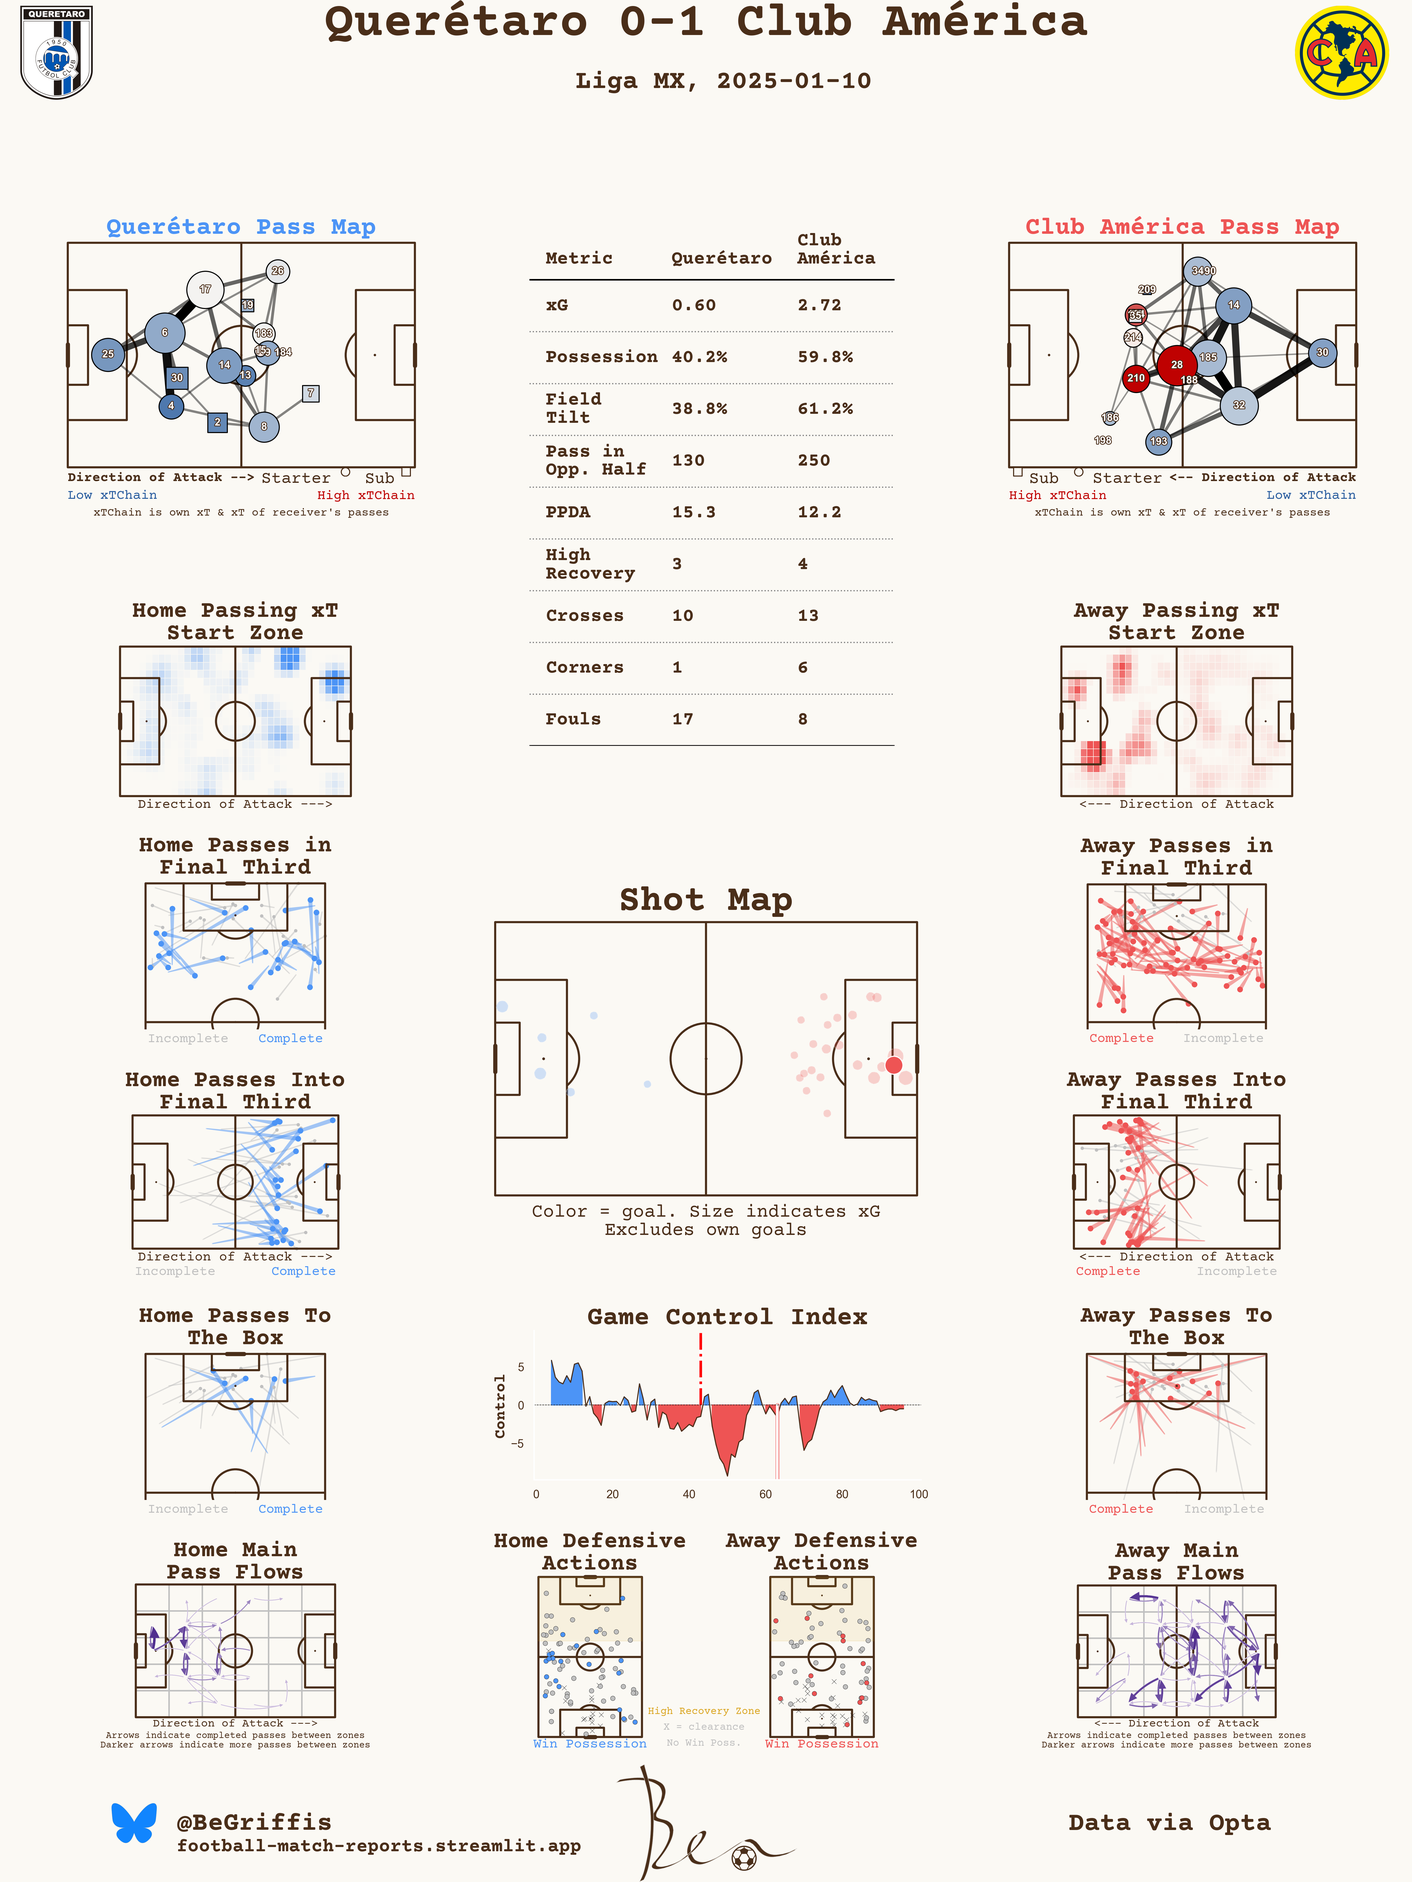 QUERETARO
1950
FUTBOL CLUB
Querétaro 0-1 Club América
Liga MX, 2025-01-10
CA
Querétaro Pass Map
26
17
19
6
183
25
184
14
13
30
7
4
2
8
Direction of Attack --> Starter Sub
Low xTChain High xTChain
xTChain is own xT & xT of receiver's passes
Metric Querétaro Club América
xG 0.60 2.72
Possession 40.2% 59.8%
Field Tilt 38.8% 61.2%
Pass in Opp. Half 130 250
PPDA 15.3 12.2
High Recovery 3 4
Crosses 10 13
Corners 1 6
Fouls 17 8
Club América Pass Map
3490
209
14
35
214
30
185
28
210
188
32
186
198
193
Sub Starter <-- Direction of Attack
High xTChain Low xTChain
xTChain is own xT & xT of receiver's passes
Home Passing xT
Start Zone
Direction of Attack --->
Away Passing xT
Start Zone
<--- Direction of Attack
Home Passes in
Final Third
Incomplete Complete
Away Passes in
Final Third
Complete Incomplete
Shot Map
Color = goal. Size indicates xG
Excludes own goals
Home Passes Into
Final Third
Direction of Attack --->
Incomplete Complete
Away Passes Into
Final Third
<--- Direction of Attack
Complete Incomplete
Home Passes To
The Box
Incomplete Complete
Game Control Index
Control
5
0
−5
0 20 40 60 80 100
Away Passes To
The Box
Complete Incomplete
Home Main
Pass Flows
Direction of Attack --->
Arrows indicate completed passes between zones
Darker arrows indicate more passes between zones
Home Defensive
Actions
Win Possession
High Recovery Zone
X = clearance
No Win Poss.
Away Defensive
Actions
Win Possession
Away Main
Pass Flows
<--- Direction of Attack
Arrows indicate completed passes between zones
Darker arrows indicate more passes between zones
@BeGriffis
football-match-reports.streamlit.app
Ben
Data via Opta